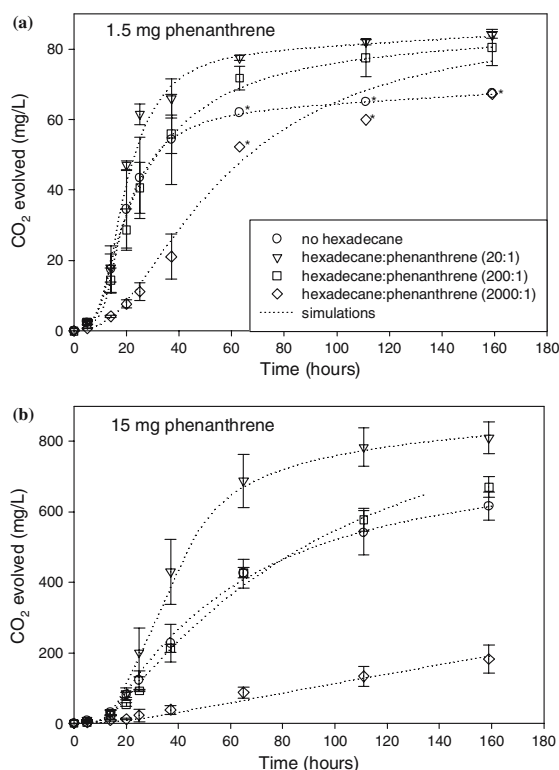 (a)
1.5 mg phenanthrene
CO2 evolved (mg/L)
80
60
40
20
0
no hexadecane
hexadecane:phenanthrene (20:1)
hexadecane:phenanthrene (200:1)
hexadecane:phenanthrene (2000:1)
simulations
* * *
* * *
0 20 40 60 80 100 120 140 160 180
Time (hours)
(b)
15 mg phenanthrene
CO2 evolved (mg/L)
800
600
400
200
0
0 20 40 60 80 100 120 140 160 180
Time (hours)